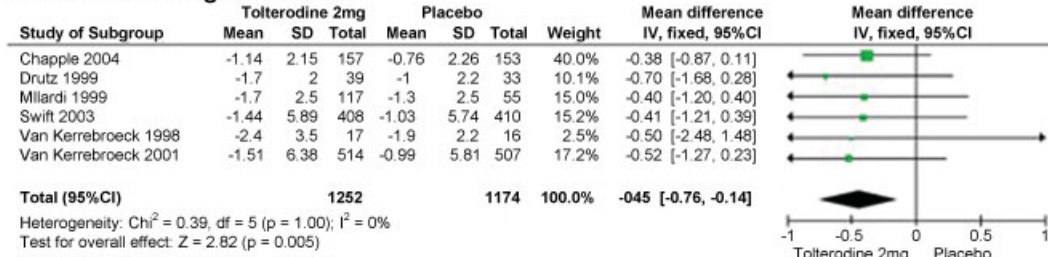 Tolterodine 2mg Placebo Mean difference Mean difference
Study of Subgroup Mean SD Total Mean SD Total Weight IV, fixed, 95%CI IV, fixed, 95%CI
Chapple 2004 -1.14 2.15 157 -0.76 2.26 153 40.0% -0.38 [-0.87, 0.11]
Drutz 1999 -1.7 2 39 -1 2.2 33 10.1% -0.70 [-1.68, 0.28]
MIlardi 1999 -1.7 2.5 117 -1.3 2.5 55 15.0% -0.40 [-1.20, 0.40]
Swift 2003 -1.44 5.89 408 -1.03 5.74 410 15.2% -0.41 [-1.21, 0.39]
Van Kerrebroeck 1998 -2.4 3.5 17 -1.9 2.2 16 2.5% -0.50 [-2.48, 1.48]
Van Kerrebroeck 2001 -1.51 6.38 514 -0.99 5.81 507 17.2% -0.52 [-1.27, 0.23]
Total (95%CI) 1252 1174 100.0% -045 [-0.76, -0.14]
Heterogeneity: Chi² = 0.39, df = 5 (p = 1.00); I² = 0%
Test for overall effect: Z = 2.82 (p = 0.005)
-1 -0.5 0 0.5 1
Tolterodine 2mg Placebo